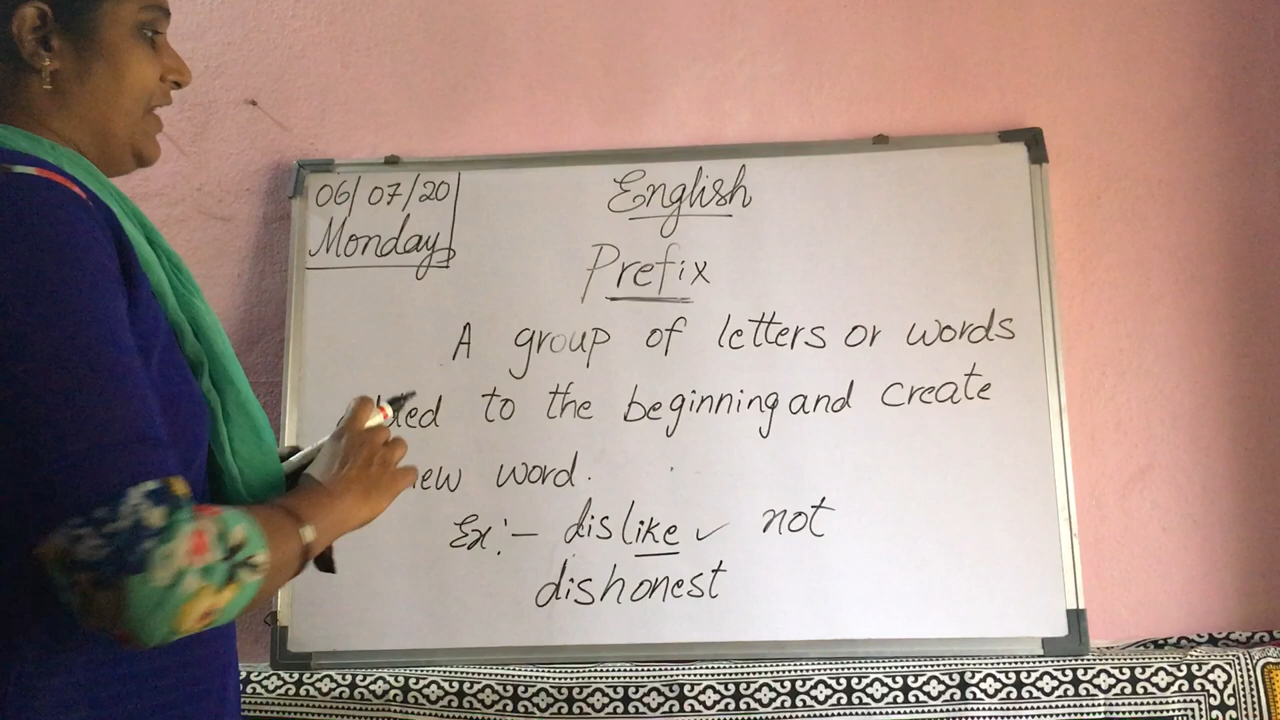 06/07/20
Monday
English
Prefix
A group of letters or words
to the beginning and create
new word.
Ex:- dislike ✓ not
dishonest